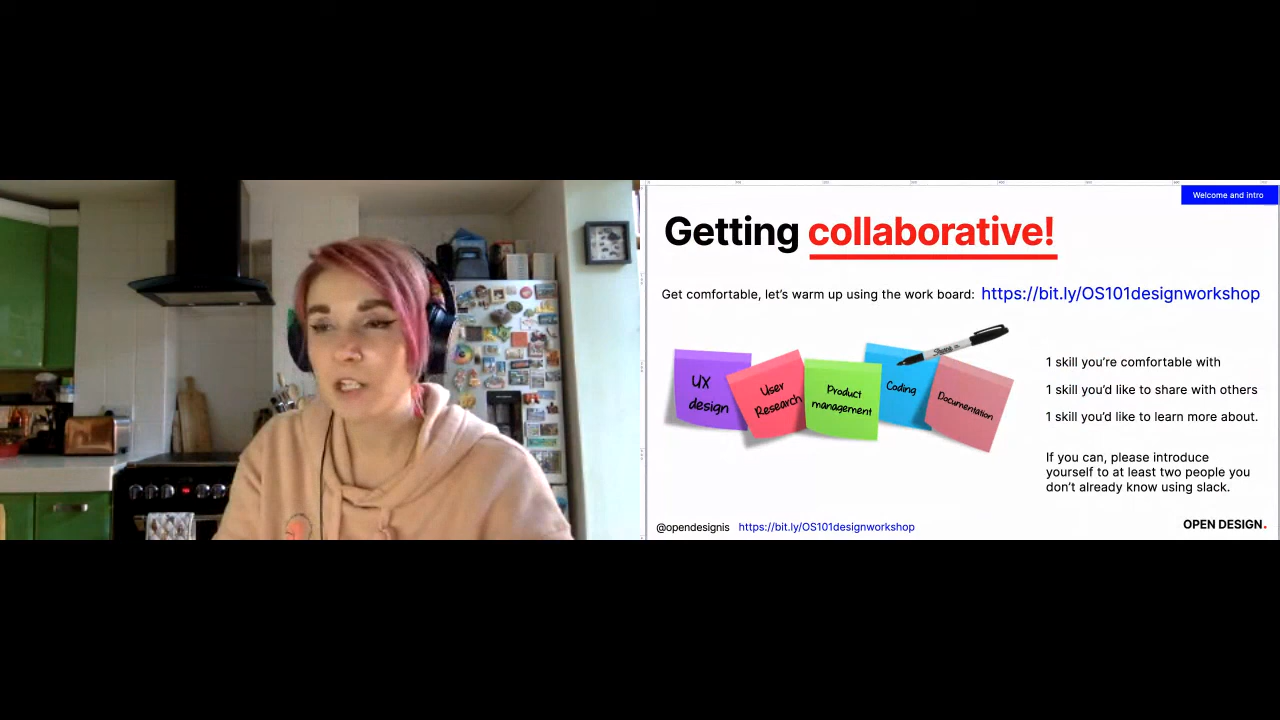 Welcome and intro
Getting collaborative!
Get comfortable, let's warm up using the work board: https://bit.ly/OS101designworkshop
UX
design
User
Research
Product
management
Coding
Documentation
Sharpie
1 skill you're comfortable with
1 skill you'd like to share with others
1 skill you'd like to learn more about.
If you can, please introduce
yourself to at least two people you
don't already know using slack.
@opendesignis https://bit.ly/OS101designworkshop
OPEN DESIGN.